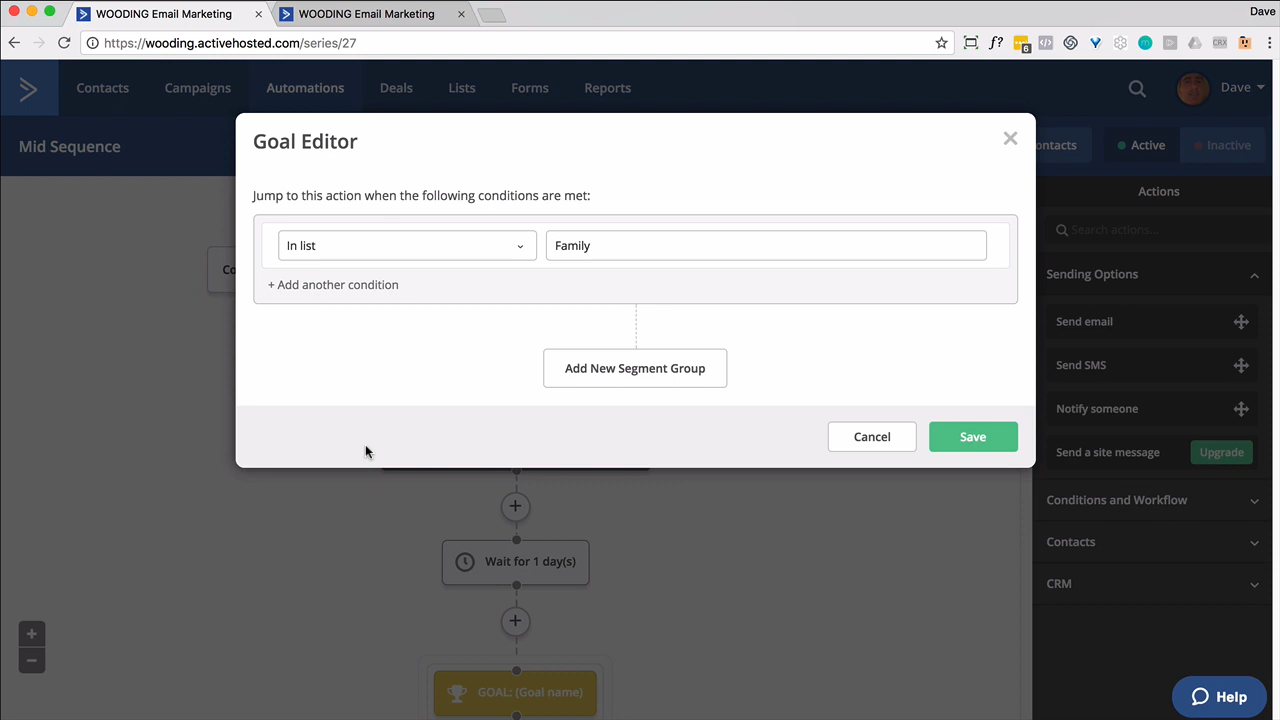 WOODING Email Marketing
WOODING Email Marketing
Dave
https://wooding.activehosted.com/series/27
f?
6
CRX
Contacts
Campaigns
Automations
Deals
Lists
Forms
Reports
Dave
Mid Sequence
ontacts
Active
Inactive
Goal Editor
Jump to this action when the following conditions are met:
In list
Family
+ Add another condition
Add New Segment Group
Cancel
Save
Co
Wait for 1 day(s)
GOAL: (Goal name)
Actions
Search actions...
Sending Options
Send email
Send SMS
Notify someone
Send a site message
Upgrade
Conditions and Workflow
Contacts
CRM
Help